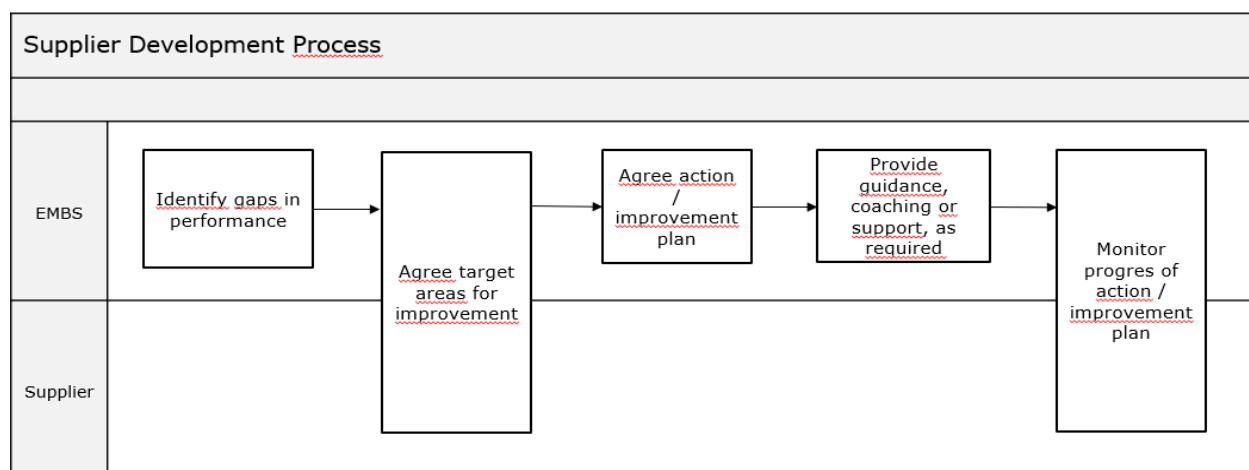 Supplier Development Process
EMBS
Identify gaps in
performance
Agree target
areas for
improvement
Agree action
/
improvement
plan
Provide
guidance,
coaching or
support, as
required
Monitor
progres of
action /
improvement
plan
Supplier